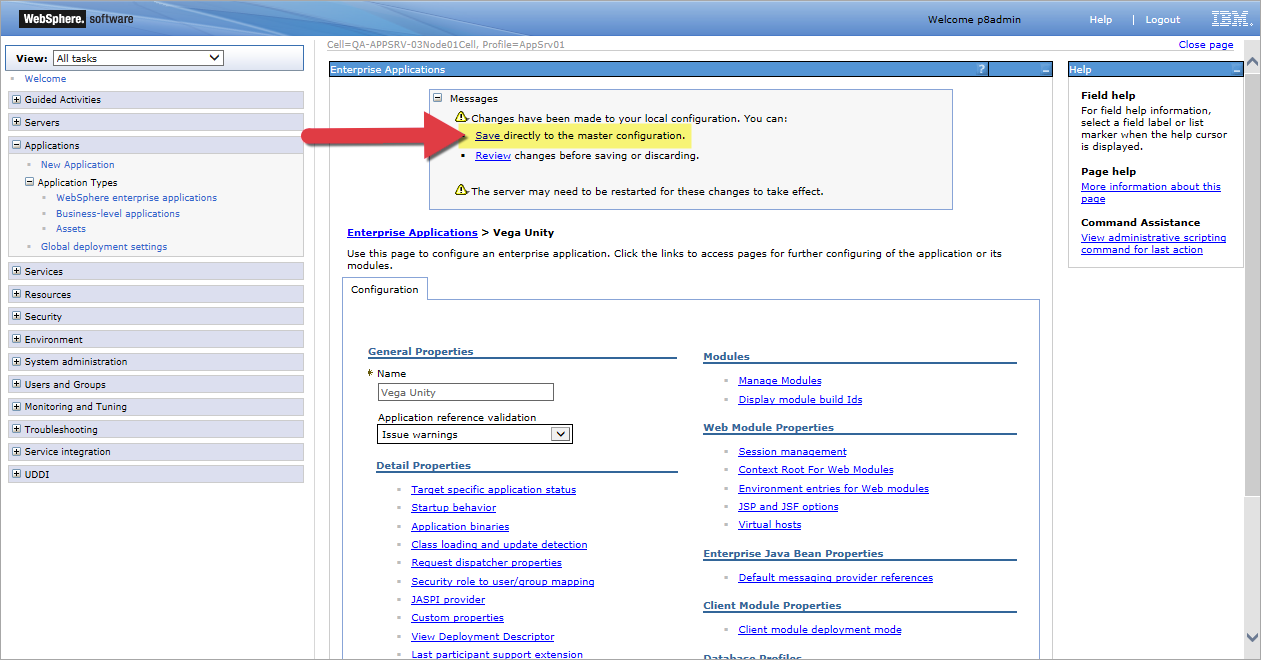 WebSphere. software
Welcome p8admin
Help | Logout
IBM.
View: All tasks
Welcome
Guided Activities
Servers
Applications
New Application
Application Types
WebSphere enterprise applications
Business-level applications
Assets
Global deployment settings
Services
Resources
Security
Environment
System administration
Users and Groups
Monitoring and Tuning
Troubleshooting
Service integration
UDDI
Cell=QA-APPSRV-03Node01Cell, Profile=AppSrv01
Close page
Enterprise Applications
?
Messages
Changes have been made to your local configuration. You can:
Save directly to the master configuration.
Review changes before saving or discarding.
The server may need to be restarted for these changes to take effect.
Enterprise Applications > Vega Unity
Use this page to configure an enterprise application. Click the links to access pages for further configuring of the application or its
modules.
Configuration
General Properties
* Name
Vega Unity
Application reference validation
Issue warnings
Detail Properties
Target specific application status
Startup behavior
Application binaries
Class loading and update detection
Request dispatcher properties
Security role to user/group mapping
JASPI provider
Custom properties
View Deployment Descriptor
Last participant support extension
Modules
Manage Modules
Display module build Ids
Web Module Properties
Session management
Context Root For Web Modules
Environment entries for Web modules
JSP and JSF options
Virtual hosts
Enterprise Java Bean Properties
Default messaging provider references
Client Module Properties
Client module deployment mode
Database Profiles
Help
Field help
For field help information,
select a field label or list
marker when the help cursor
is displayed.
Page help
More information about this
page
Command Assistance
View administrative scripting
command for last action